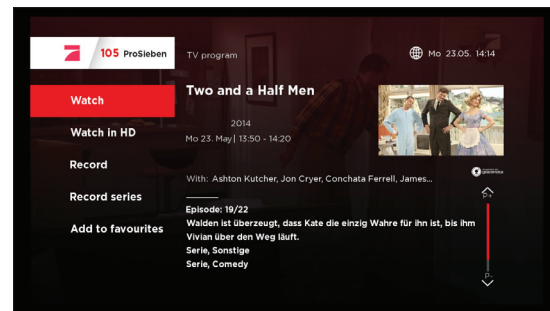 105 ProSieben
TV program
Mo 23.05. 14:14
Watch
Watch in HD
Record
Record series
Add to favourites
Two and a Half Men
2014
Mo 23. May| 13:50 - 14:20
With: Ashton Kutcher, Jon Cryer, Conchata Ferrell, James...
P+
Episode: 19/22
Walden ist überzeugt, dass Kate die einzig Wahre für ihn ist, bis ihm
Vivian über den Weg läuft.
Serie, Sonstige
Serie, Comedy
P-